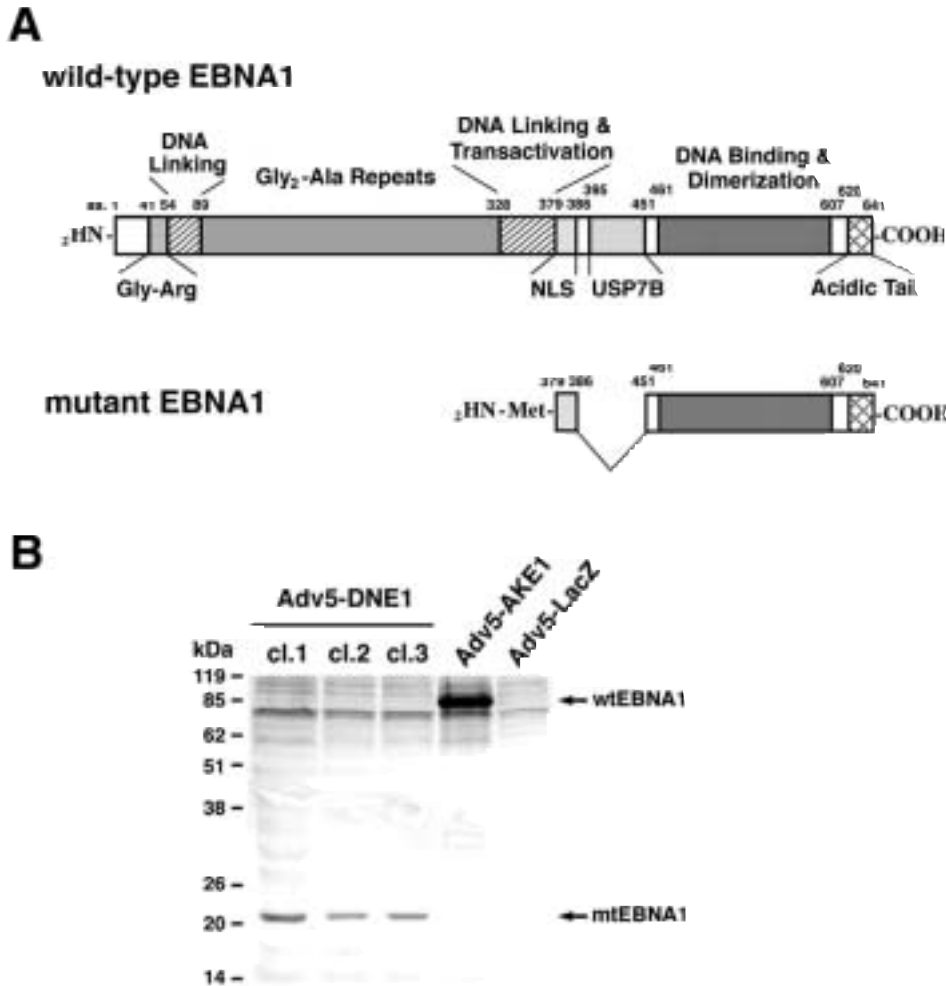 A
wild-type EBNA1
DNA Linking
Gly2-Ala Repeats
DNA Linking & Transactivation
DNA Binding & Dimerization
1 41 54 89 328 379 386 395 451 461 607 620 641
2HN-
-COOH
Gly-Arg
NLS
USP7B
Acidic Tail
mutant EBNA1
379 386 451 461 607 620 641
2HN-Met-
-COOH
B
Adv5-DNE1
Adv5-AKE1
Adv5-LacZ
kDa
cl.1 cl.2 cl.3
119
85
62
51
38
26
20
14
wtEBNA1
mtEBNA1